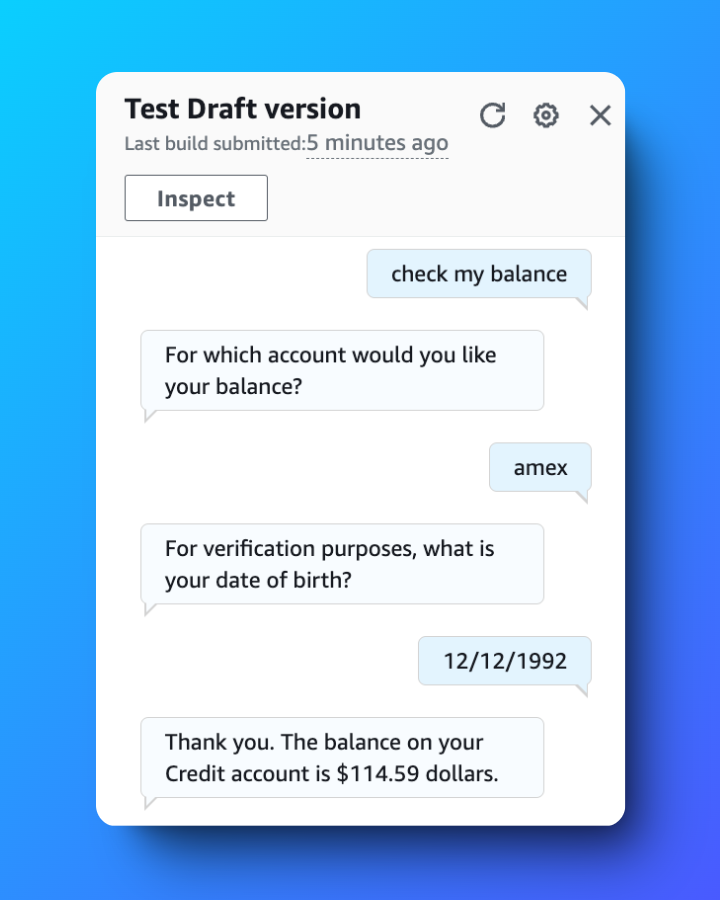 Test Draft version
Last build submitted:5 minutes ago
Inspect
check my balance
For which account would you like
your balance?
amex
For verification purposes, what is
your date of birth?
12/12/1992
Thank you. The balance on your
Credit account is $114.59 dollars.